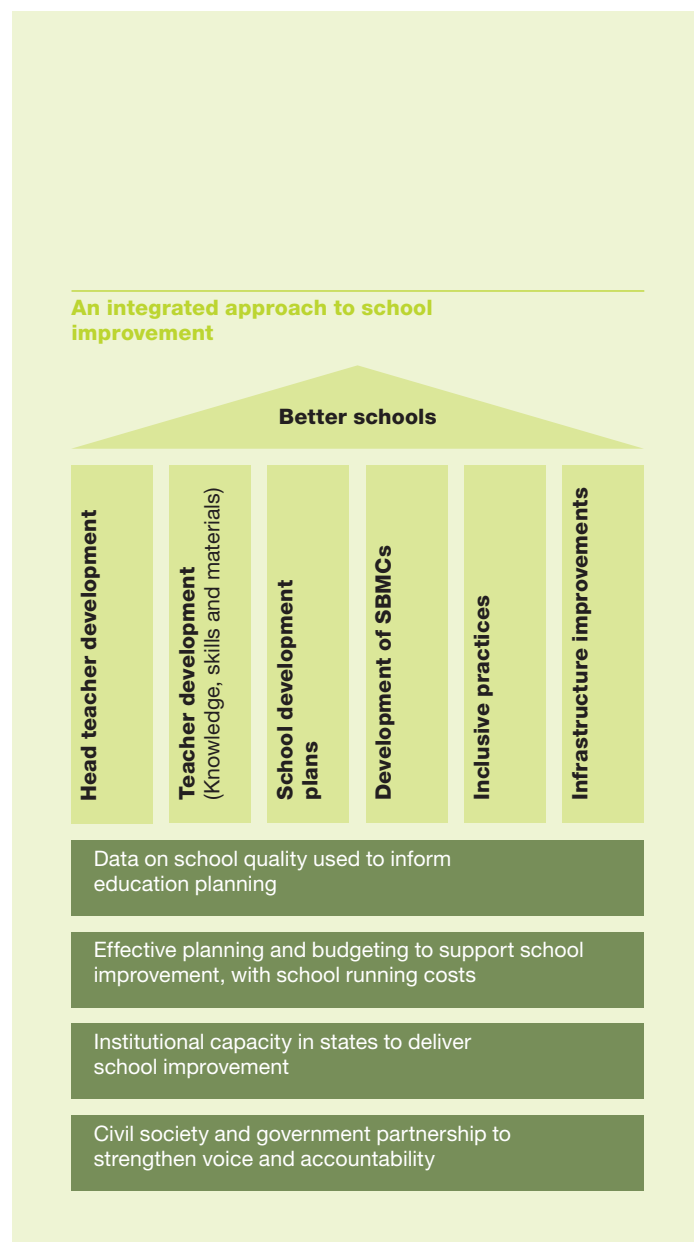 An integrated approach to school
improvement
Better schools
Head teacher development
Teacher development
(Knowledge, skills and materials)
School development
plans
Development of SBMCs
Inclusive practices
Infrastructure improvements
Data on school quality used to inform
education planning
Effective planning and budgeting to support school
improvement, with school running costs
Institutional capacity in states to deliver
school improvement
Civil society and government partnership to
strengthen voice and accountability